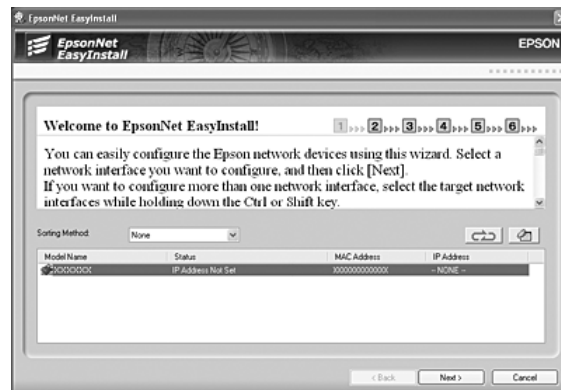 EpsonNet EasyInstall
EpsonNet
EasyInstall
EPSON
Welcome to EpsonNet EasyInstall!
1 >>> 2 >>> 3 >>> 4 >>> 5 >>> 6 >>>
You can easily configure the Epson network devices using this wizard. Select a
network interface you want to configure, and then click [Next].
If you want to configure more than one network interface, select the target network
interfaces while holding down the Ctrl or Shift key.
Sorting Method: None
Model Name Status MAC Address IP Address
XXXXXXX IP Address Not Set XXXXXXXXXXXX -- NONE --
< Back Next > Cancel